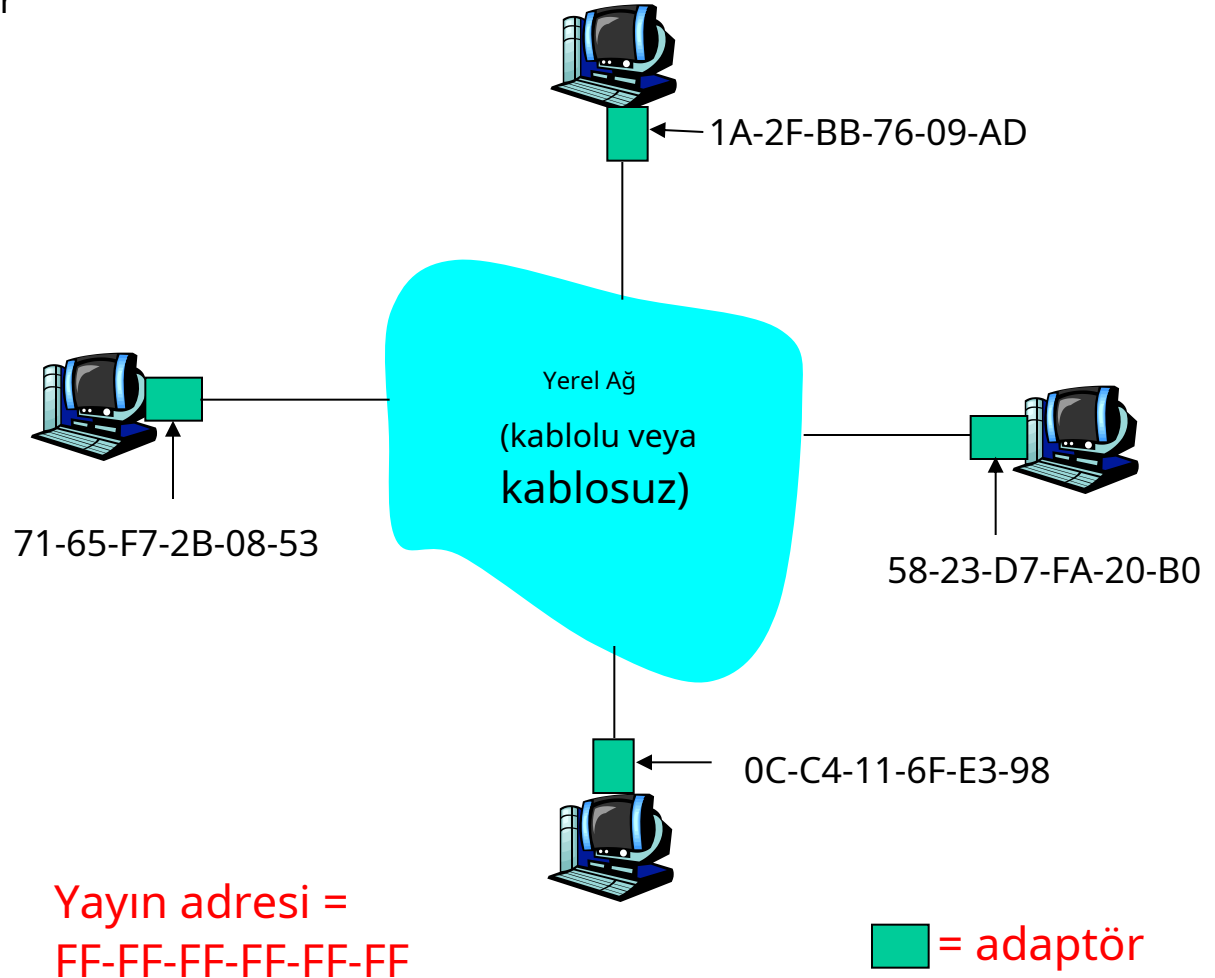 r
1A-2F-BB-76-09-AD
Yerel Ağ
(kablolu veya
kablosuz)
71-65-F7-2B-08-53
58-23-D7-FA-20-B0
0C-C4-11-6F-E3-98
Yayın adresi =
FF-FF-FF-FF-FF-FF
= adaptör